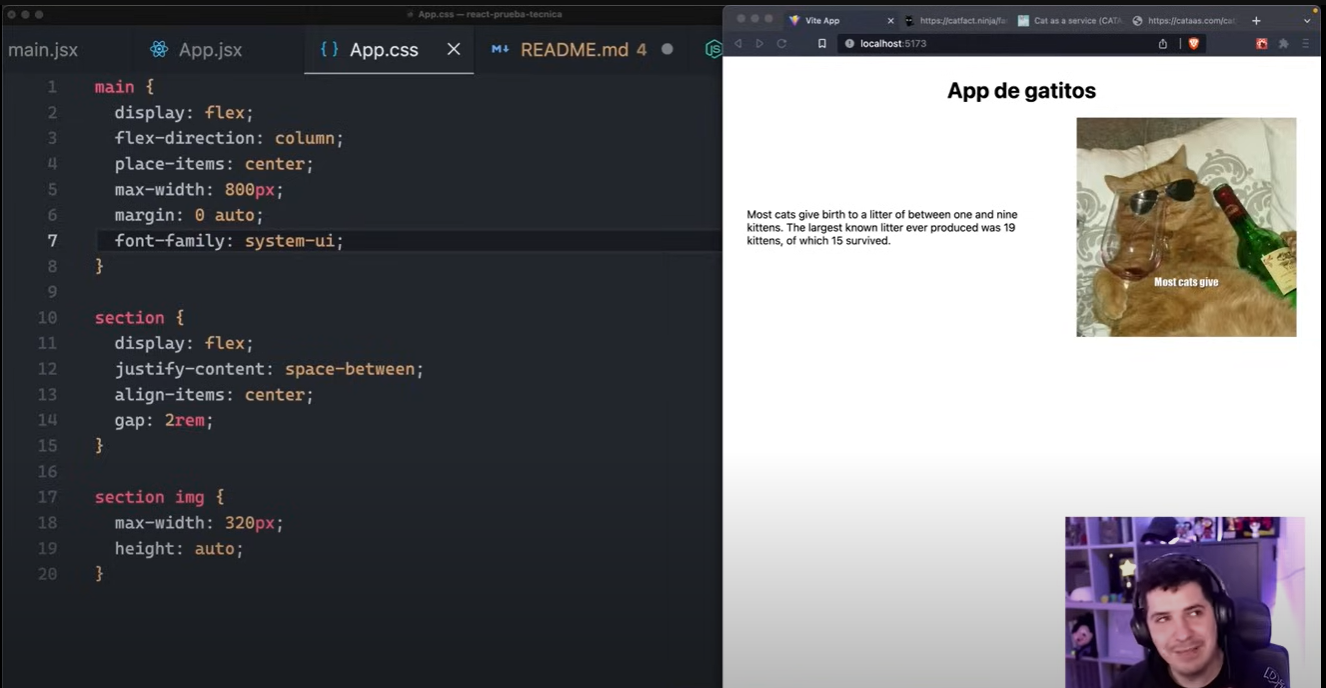 App.css — react-prueba-tecnica
main.jsx
App.jsx
{ } App.css ×
M↓ README.md 4
1 main {
2 display: flex;
3 flex-direction: column;
4 place-items: center;
5 max-width: 800px;
6 margin: 0 auto;
7 font-family: system-ui;
8 }
9
10 section {
11 display: flex;
12 justify-content: space-between;
13 align-items: center;
14 gap: 2rem;
15 }
16
17 section img {
18 max-width: 320px;
19 height: auto;
20 }
Vite App
https://catfact.ninja/fa
Cat as a service (CATA
https://cataas.com/cat
localhost:5173
App de gatitos
Most cats give birth to a litter of between one and nine
kittens. The largest known litter ever produced was 19
kittens, of which 15 survived.
Most cats give